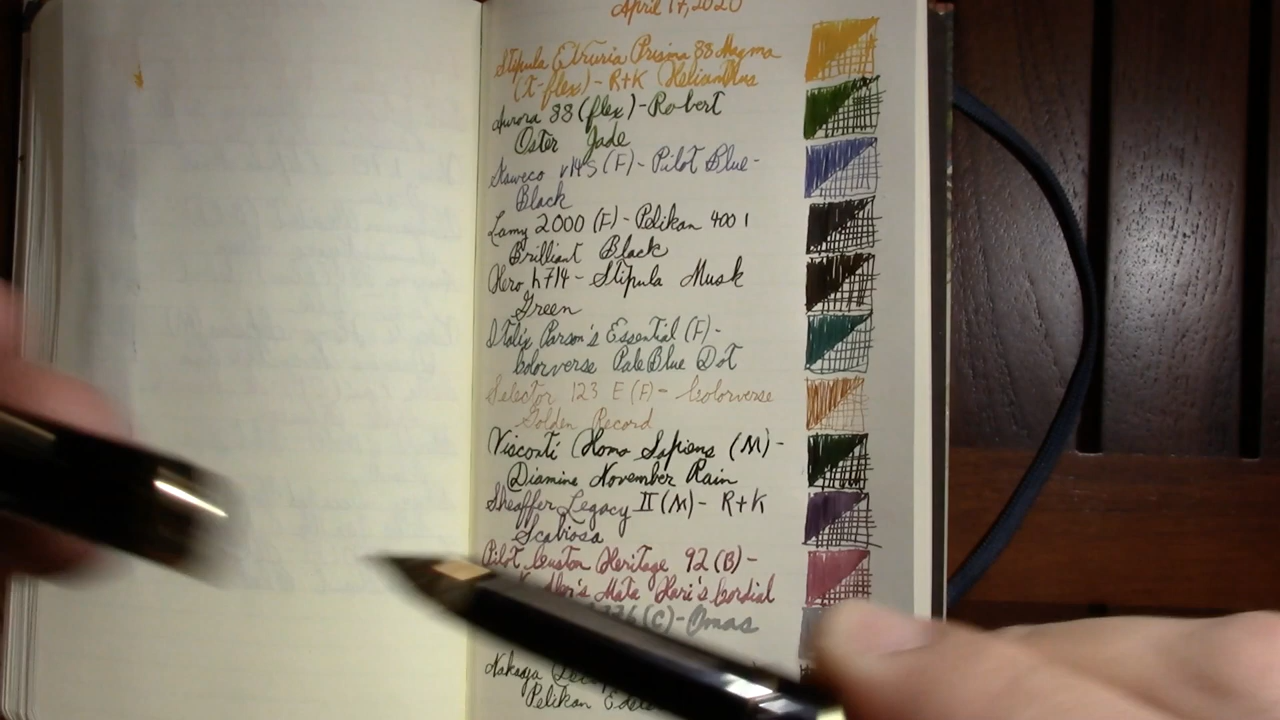 April 17, 2020
Stipula Etruria Prisma 88 Magma
(t-flex) - R+K Helianthus
Aurora 88 (flex) - Robert
Oster Jade
Kaweco (F) - Pilot Blue-
Black
Lamy 2000 (F) - Pelikan 4001
Brilliant Black
Hero h714 - Stipula Musk
Green
Italix Parson's Essential (F) -
Colorverse Pale Blue Dot
Selector 123 E (F) - Colorverse
Golden Record
Visconti Homo Sapiens (M) -
Diamine November Rain
Sheaffer Legacy II (M) - R+K
Scabiosa
Pilot Custom Heritage 92 (B) -
Mata Hari's Cordial
(C) - Omas
Nakaya
Pelikan